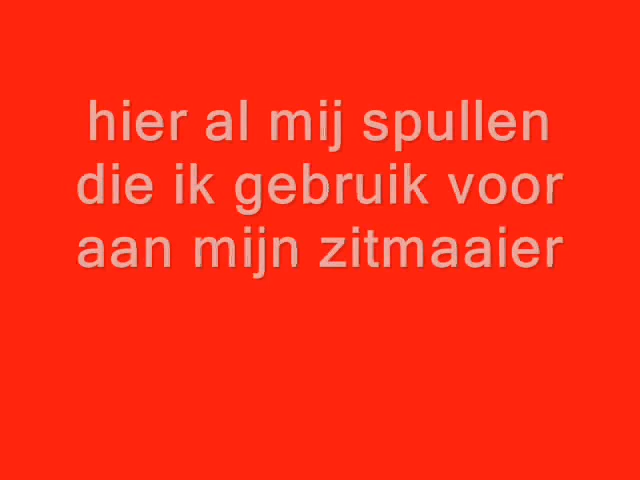 hier al mij spullen
die ik gebruik voor
aan mijn zitmaaier